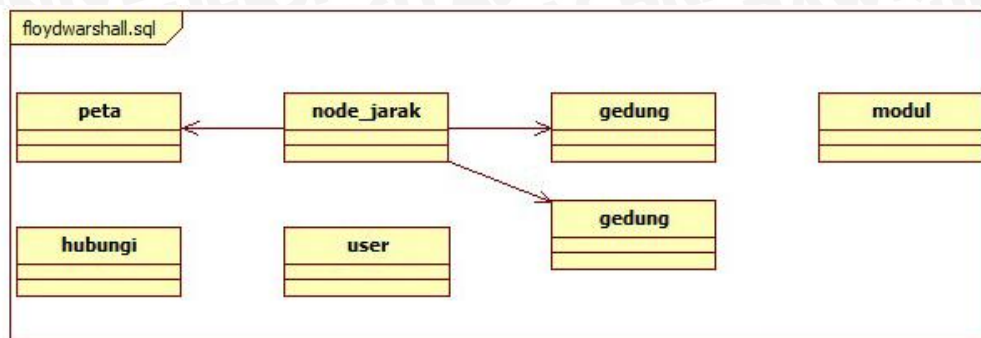 floydwarshall.sql
peta
node_jarak
gedung
modul
gedung
hubungi
user